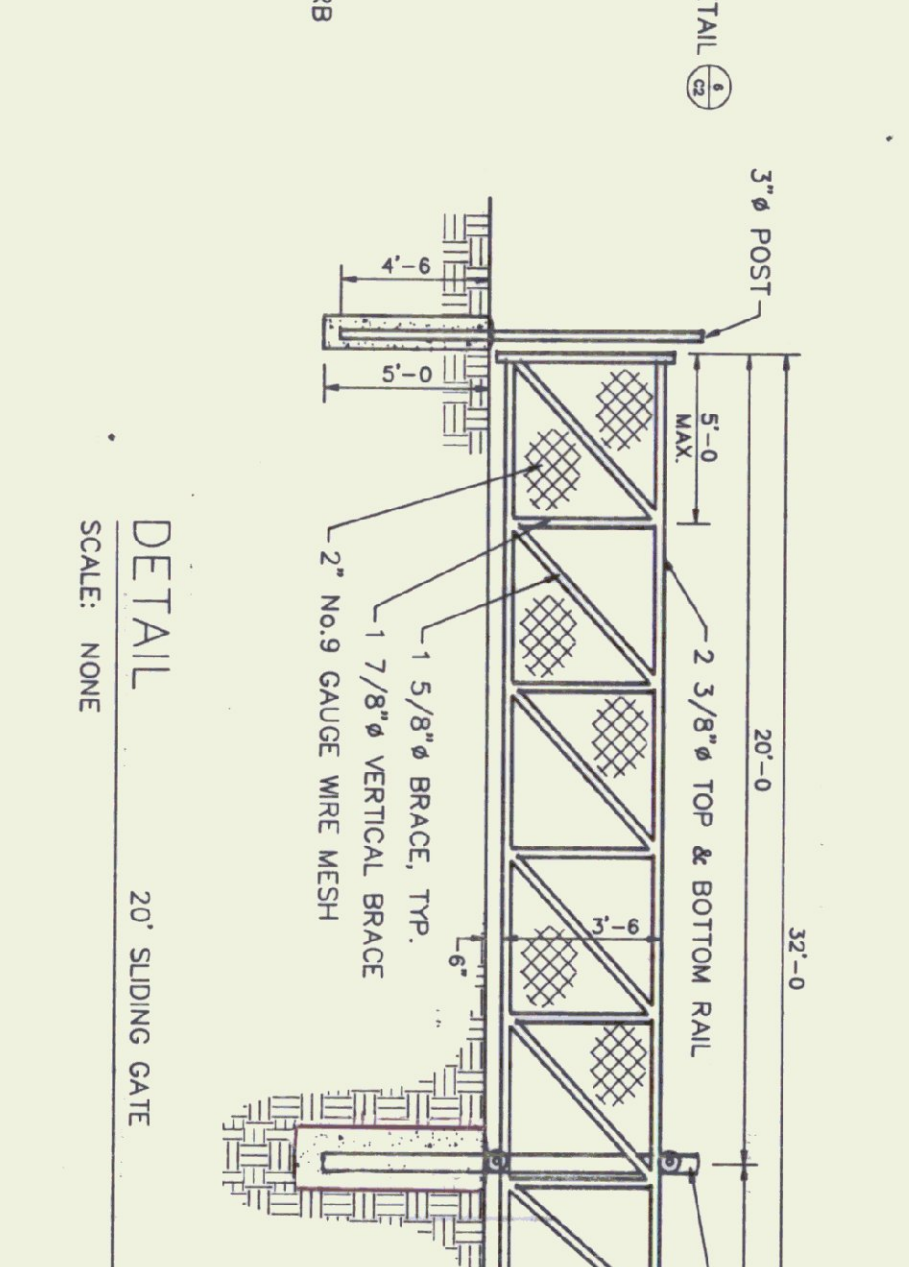 TAIL 6
C2
3"ø POST
32'-0
20'-0
5'-0
MAX.
2 3/8"ø TOP & BOTTOM RAIL
3'-6
4'-6
5'-0
6"
1 5/8"ø BRACE, TYP.
1 7/8"ø VERTICAL BRACE
2" No.9 GAUGE WIRE MESH
RB
DETAIL
20' SLIDING GATE
SCALE: NONE